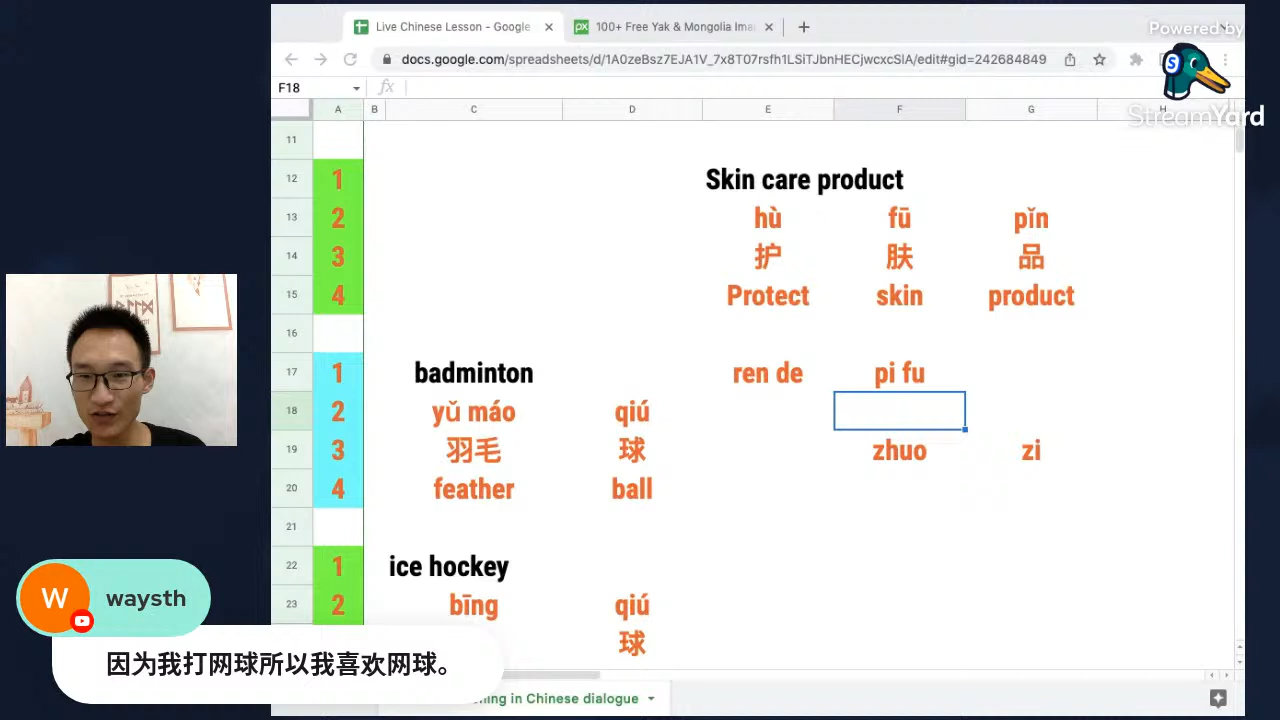 Live Chinese Lesson - Google
100+ Free Yak & Mongolia Ima
Powered by
docs.google.com/spreadsheets/d/1A0zeBsz7EJA1V_7x8T07rsfh1LSiTJbnHECjwcxcSlA/edit#gid=242684849
StreamYard
F18
fx
A B C D E F G H
11
12 1 Skin care product
13 2 hù fū pǐn
14 3 护 肤 品
15 4 Protect skin product
16
17 1 badminton ren de pi fu
18 2 yǔ máo qiú
19 3 羽毛 球 zhuo zi
20 4 feather ball
21
22 1 ice hockey
23 2 bīng qiú
球
W waysth
因为我打网球所以我喜欢网球。
in Chinese dialogue